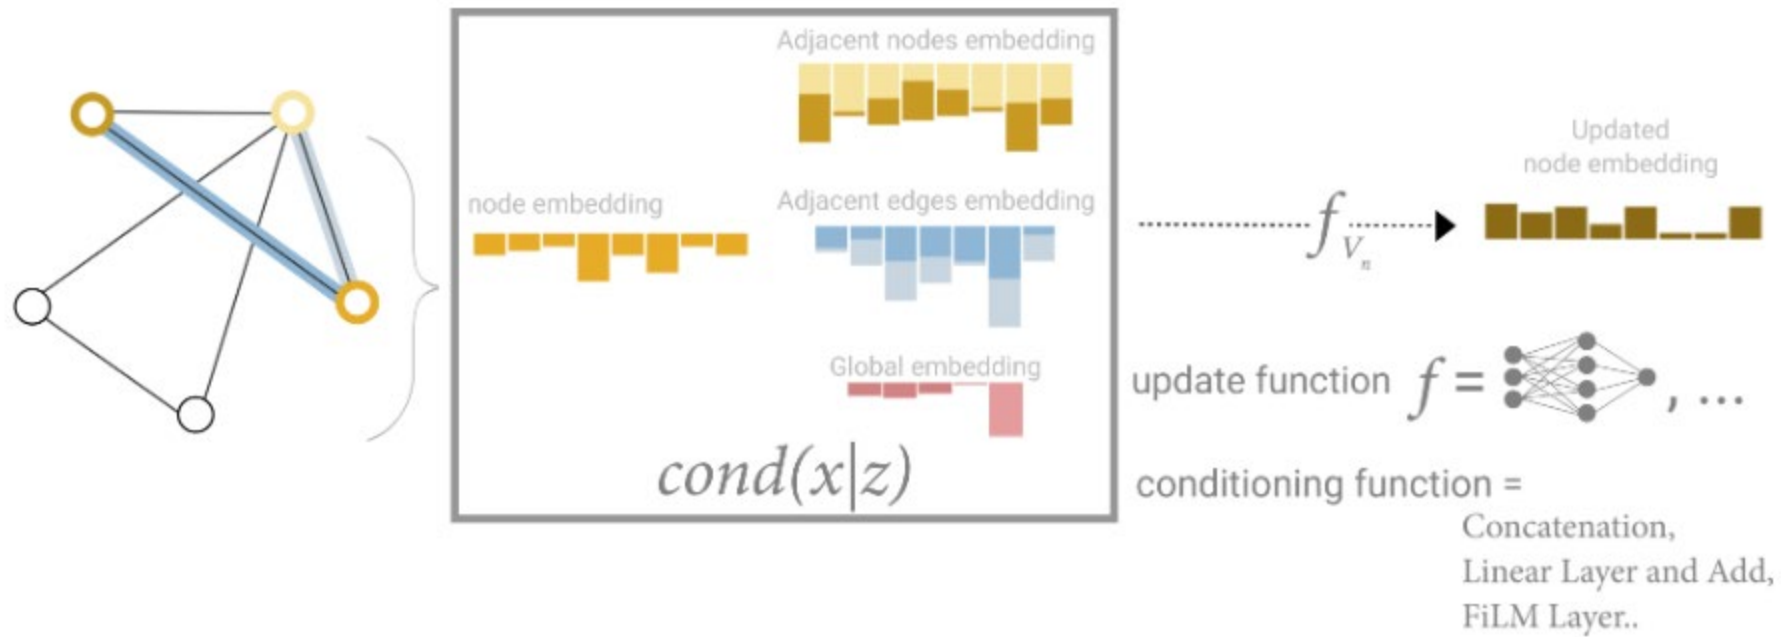 Adjacent nodes embedding
node embedding
Adjacent edges embedding
Global embedding
cond(x|z)
f
V
n
Updated
node embedding
update function f = , ...
conditioning function =
Concatenation,
Linear Layer and Add,
FiLM Layer..